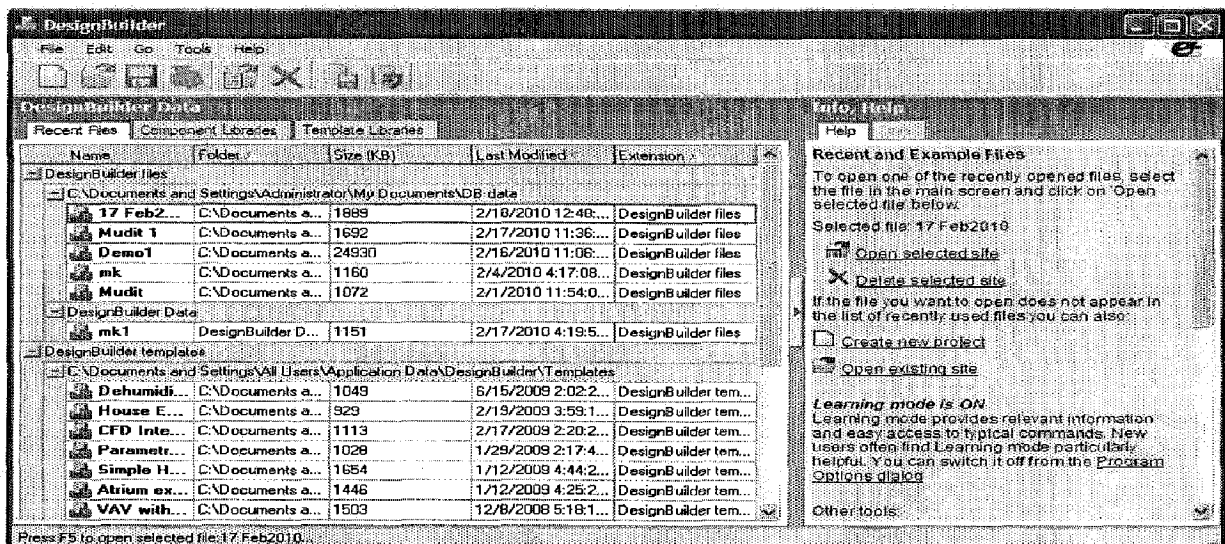 DesignBuilder
File Edit Go Tools Help
DesignBuilder Data
Recent Files Component Libraries Template Libraries
Name Folder Size (KB) Last Modified Extension
DesignBuilder files
C:\Documents and Settings\Administrator\My Documents\DB data
17 Feb2... C:\Documents a... 1889 2/18/2010 12:48:... DesignBuilder files
Mudit 1 C:\Documents a... 1692 2/17/2010 11:36:... DesignBuilder files
Demo1 C:\Documents a... 24930 2/16/2010 11:06:... DesignBuilder files
mk C:\Documents a... 1160 2/4/2010 4:17:08... DesignBuilder files
Mudit C:\Documents a... 1072 2/1/2010 11:54:0... DesignBuilder files
DesignBuilder Data
mk1 DesignBuilder D... 1151 2/17/2010 4:19:5... DesignBuilder files
DesignBuilder templates
C:\Documents and Settings\All Users\Application Data\DesignBuilder\Templates
Dehumidi... C:\Documents a... 1049 6/15/2009 2:02:2... DesignBuilder tem...
House E... C:\Documents a... 929 2/19/2009 3:59:1... DesignBuilder tem...
CFD Inte... C:\Documents a... 1113 2/17/2009 2:20:2... DesignBuilder tem...
Parametr... C:\Documents a... 1028 1/29/2009 2:17:4... DesignBuilder tem...
Simple H... C:\Documents a... 1654 1/12/2009 4:44:2... DesignBuilder tem...
Atrium ex... C:\Documents a... 1446 1/12/2009 4:25:2... DesignBuilder tem...
VAV with... C:\Documents a... 1503 12/8/2008 5:18:1... DesignBuilder tem...
Press F5 to open selected file:17 Feb2010...
Info, Help
Help
Recent and Example Files
To open one of the recently opened files, select
the file in the main screen and click on 'Open
selected file' below.
Selected file: 17 Feb2010
Open selected site
Delete selected site
If the file you want to open does not appear in
the list of recently used files you can also:
Create new project
Open existing site
Learning mode is ON
Learning mode provides relevant information
and easy access to typical commands. New
users often find Learning mode particularly
helpful. You can switch it off from the Program
Options dialog
Other tools: